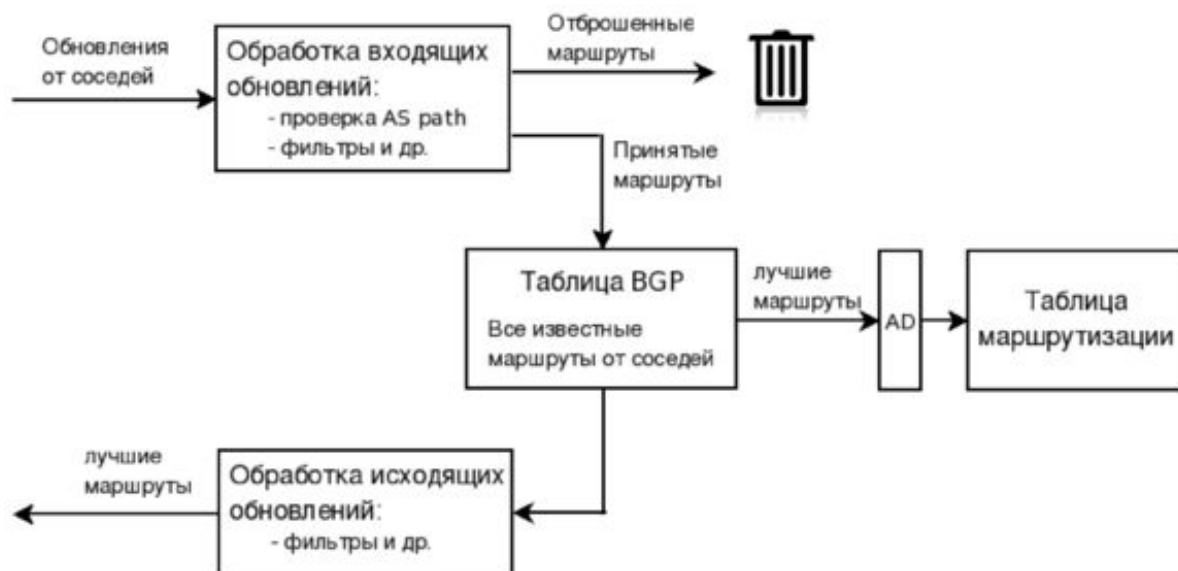 Обновления
от соседей
Обработка входящих
обновлений:
- проверка AS path
- фильтры и др.
Отброшенные
маршруты
Принятые
маршруты
Таблица BGP
Все известные
маршруты от соседей
лучшие
маршруты
AD
Таблица
маршрутизации
лучшие
маршруты
Обработка исходящих
обновлений:
- фильтры и др.